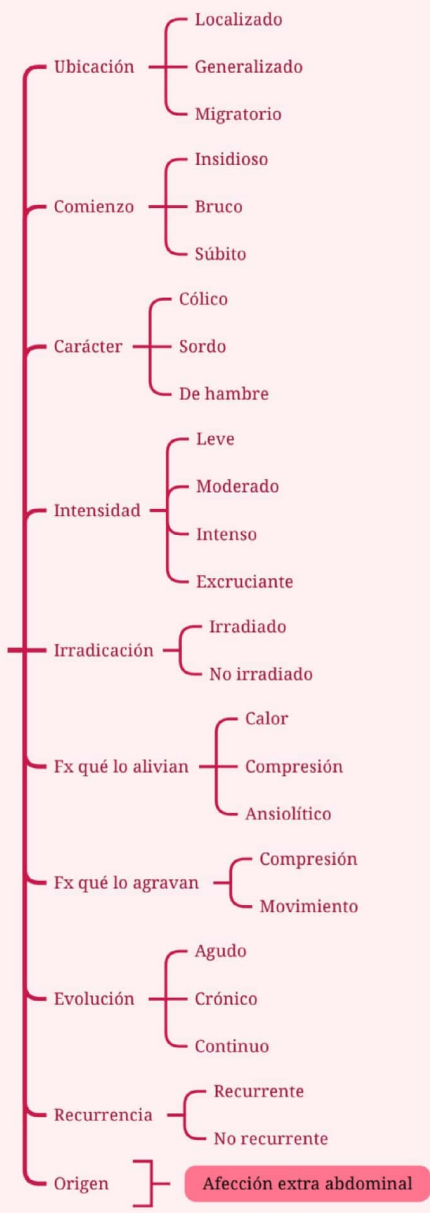 Ubicación
Localizado
Generalizado
Migratorio
Comienzo
Insidioso
Bruco
Súbito
Carácter
Cólico
Sordo
De hambre
Intensidad
Leve
Moderado
Intenso
Excruciante
Irradicación
Irradiado
No irradiado
Fx qué lo alivian
Calor
Compresión
Ansiolítico
Fx qué lo agravan
Compresión
Movimiento
Evolución
Agudo
Crónico
Continuo
Recurrencia
Recurrente
No recurrente
Origen
Afección extra abdominal